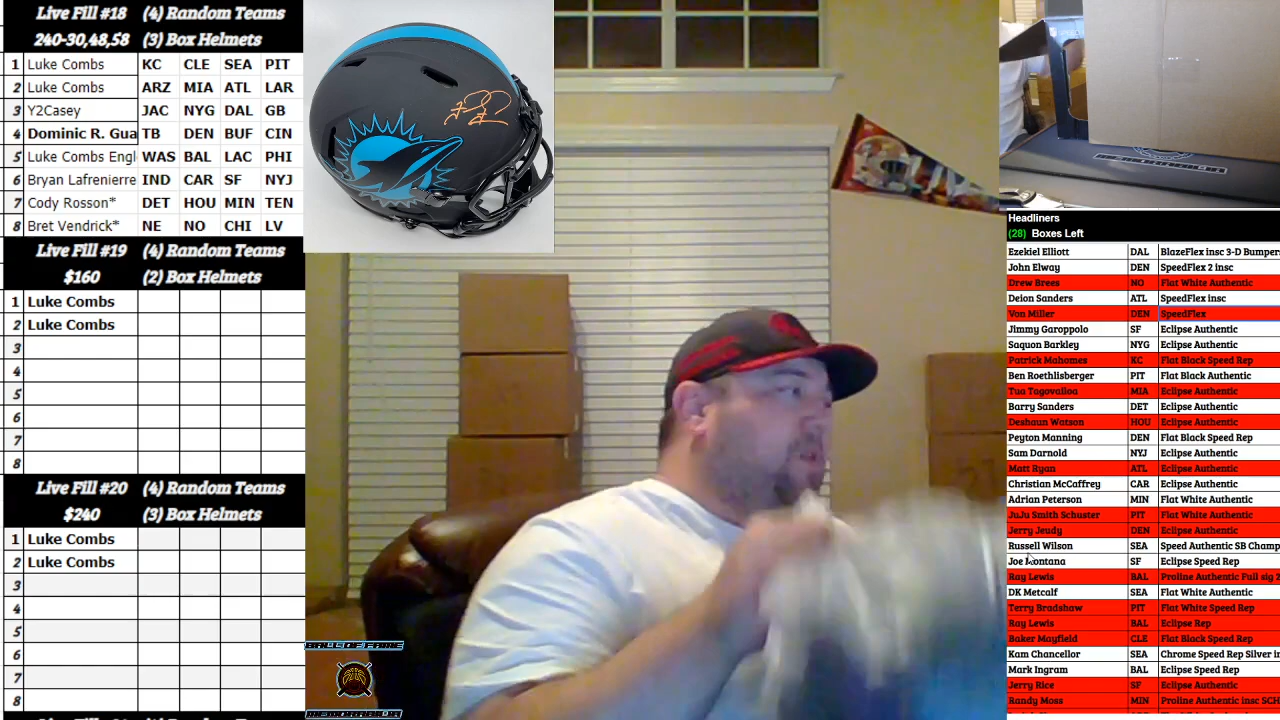 Live Fill #18 (4) Random Teams
240-30,48,58 (3) Box Helmets
1 Luke Combs KC CLE SEA PIT
2 Luke Combs ARZ MIA ATL LAR
3 Y2Casey JAC NYG DAL GB
4 Dominic R. Gua TB DEN BUF CIN
5 Luke Combs Engl WAS BAL LAC PHI
6 Bryan Lafrenierre IND CAR SF NYJ
7 Cody Rosson* DET HOU MIN TEN
8 Bret Vendrick* NE NO CHI LV
Live Fill #19 (4) Random Teams
$160 (2) Box Helmets
1 Luke Combs
2 Luke Combs
3
4
5
6
7
8
Live Fill #20 (4) Random Teams
$240 (3) Box Helmets
1 Luke Combs
2 Luke Combs
3
4
5
6
7
8
BALL OF FAME
MEMORABILIA
Headliners
(28) Boxes Left
Ezekiel Elliott DAL BlazeFlex insc 3-D Bumper
John Elway DEN SpeedFlex 2 insc
Drew Brees NO Flat White Authentic
Deion Sanders ATL SpeedFlex insc
Von Miller DEN SpeedFlex
Jimmy Garoppolo SF Eclipse Authentic
Saquon Barkley NYG Eclipse Authentic
Patrick Mahomes KC Flat Black Speed Rep
Ben Roethlisberger PIT Flat Black Authentic
Tua Tagovailoa MIA Eclipse Authentic
Barry Sanders DET Eclipse Authentic
Deshaun Watson HOU Eclipse Authentic
Peyton Manning DEN Flat Black Speed Rep
Sam Darnold NYJ Eclipse Authentic
Matt Ryan ATL Eclipse Authentic
Christian McCaffrey CAR Eclipse Authentic
Adrian Peterson MIN Flat White Authentic
JuJu Smith Schuster PIT Flat White Authentic
Jerry Jeudy DEN Eclipse Authentic
Russell Wilson SEA Speed Authentic SB Champ
Joe Montana SF Eclipse Speed Rep
Ray Lewis BAL Proline Authentic Full sig 2
DK Metcalf SEA Flat White Authentic
Terry Bradshaw PIT Flat White Speed Rep
Ray Lewis BAL Eclipse Rep
Baker Mayfield CLE Flat Black Speed Rep
Kam Chancellor SEA Chrome Speed Rep Silver in
Mark Ingram BAL Eclipse Speed Rep
Jerry Rice SF Eclipse Authentic
Randy Moss MIN Proline Authentic insc SCH